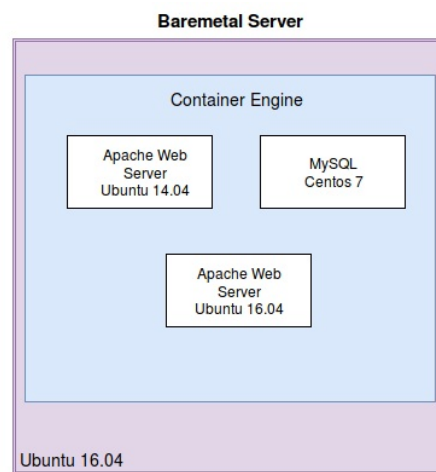 Baremetal Server
Container Engine
Apache Web
Server
Ubuntu 14.04
MySQL
Centos 7
Apache Web
Server
Ubuntu 16.04
Ubuntu 16.04